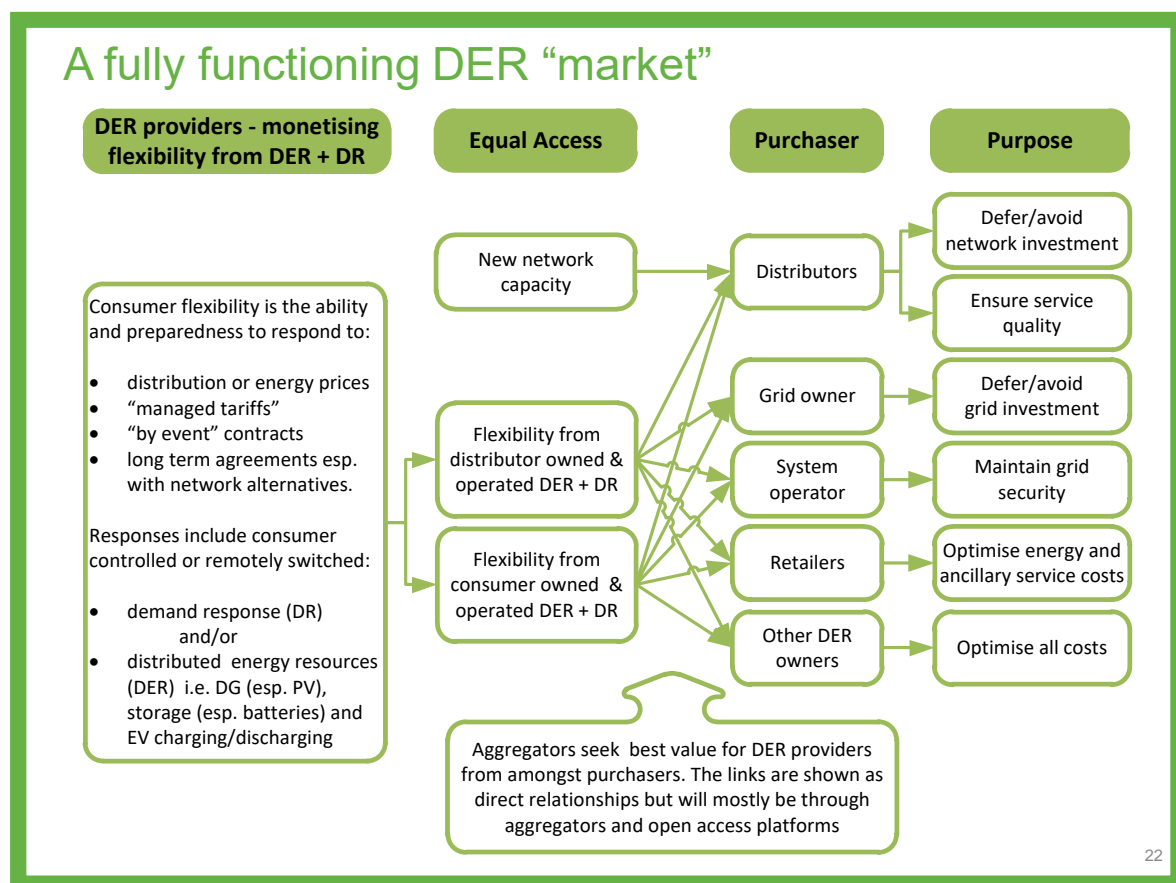 A fully functioning DER “market”
DER providers - monetising
flexibility from DER + DR
Equal Access
Purchaser
Purpose
Consumer flexibility is the ability
and preparedness to respond to:
• distribution or energy prices
• “managed tariffs”
• “by event” contracts
• long term agreements esp.
with network alternatives.
Responses include consumer
controlled or remotely switched:
• demand response (DR)
and/or
• distributed energy resources
(DER) i.e. DG (esp. PV),
storage (esp. batteries) and
EV charging/discharging
New network
capacity
Flexibility from
distributor owned &
operated DER + DR
Flexibility from
consumer owned &
operated DER + DR
Distributors
Grid owner
System
operator
Retailers
Other DER
owners
Defer/avoid
network investment
Ensure service
quality
Defer/avoid
grid investment
Maintain grid
security
Optimise energy and
ancillary service costs
Optimise all costs
Aggregators seek best value for DER providers
from amongst purchasers. The links are shown as
direct relationships but will mostly be through
aggregators and open access platforms
22